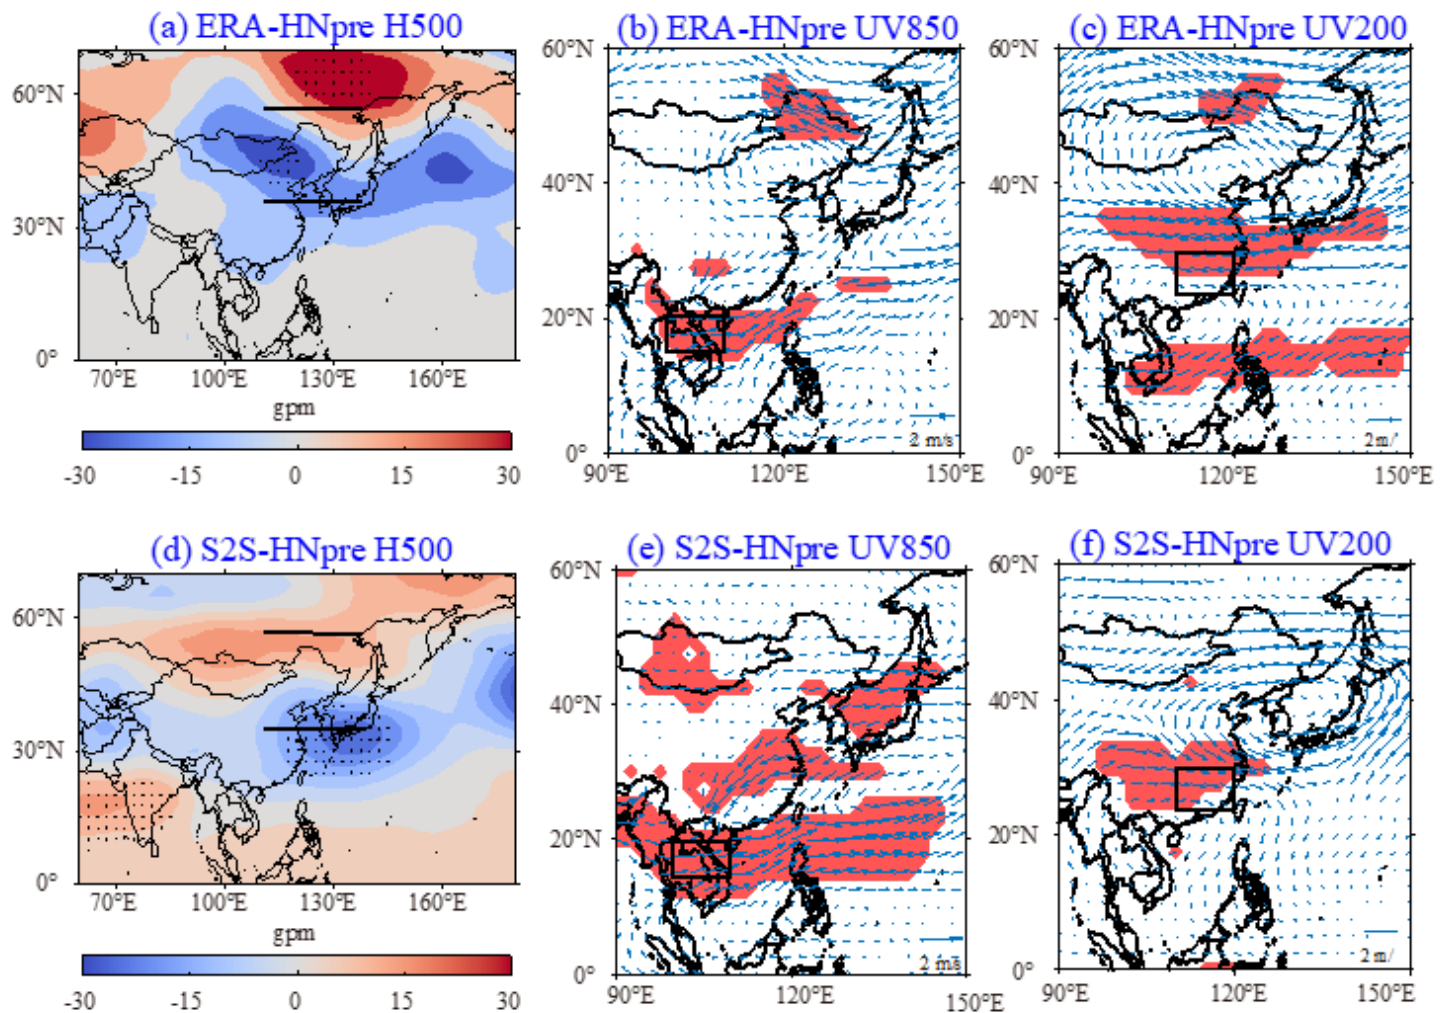 (a) ERA-HNpre H500
(b) ERA-HNpre UV850
(c) ERA-HNpre UV200
60°N
30°N
0°
70°E 100°E 130°E 160°E
gpm
-30 -15 0 15 30
60°N
40°N
20°N
0°
90°E 120°E 150°E
2 m/s
60°N
40°N
20°N
0°
90°E 120°E 150°E
2 m/
(d) S2S-HNpre H500
(e) S2S-HNpre UV850
(f) S2S-HNpre UV200
60°N
30°N
0°
70°E 100°E 130°E 160°E
gpm
-30 -15 0 15 30
60°N
40°N
20°N
0°
90°E 120°E 150°E
2 m/s
60°N
40°N
20°N
0°
90°E 120°E 150°E
2 m/